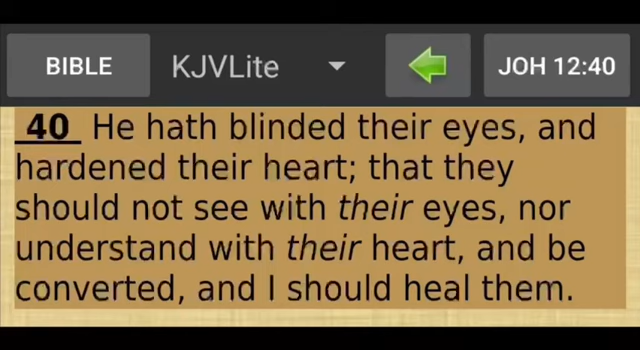 BIBLE KJVLite JOH 12:40
40 He hath blinded their eyes, and
hardened their heart; that they
should not see with their eyes, nor
understand with their heart, and be
converted, and I should heal them.